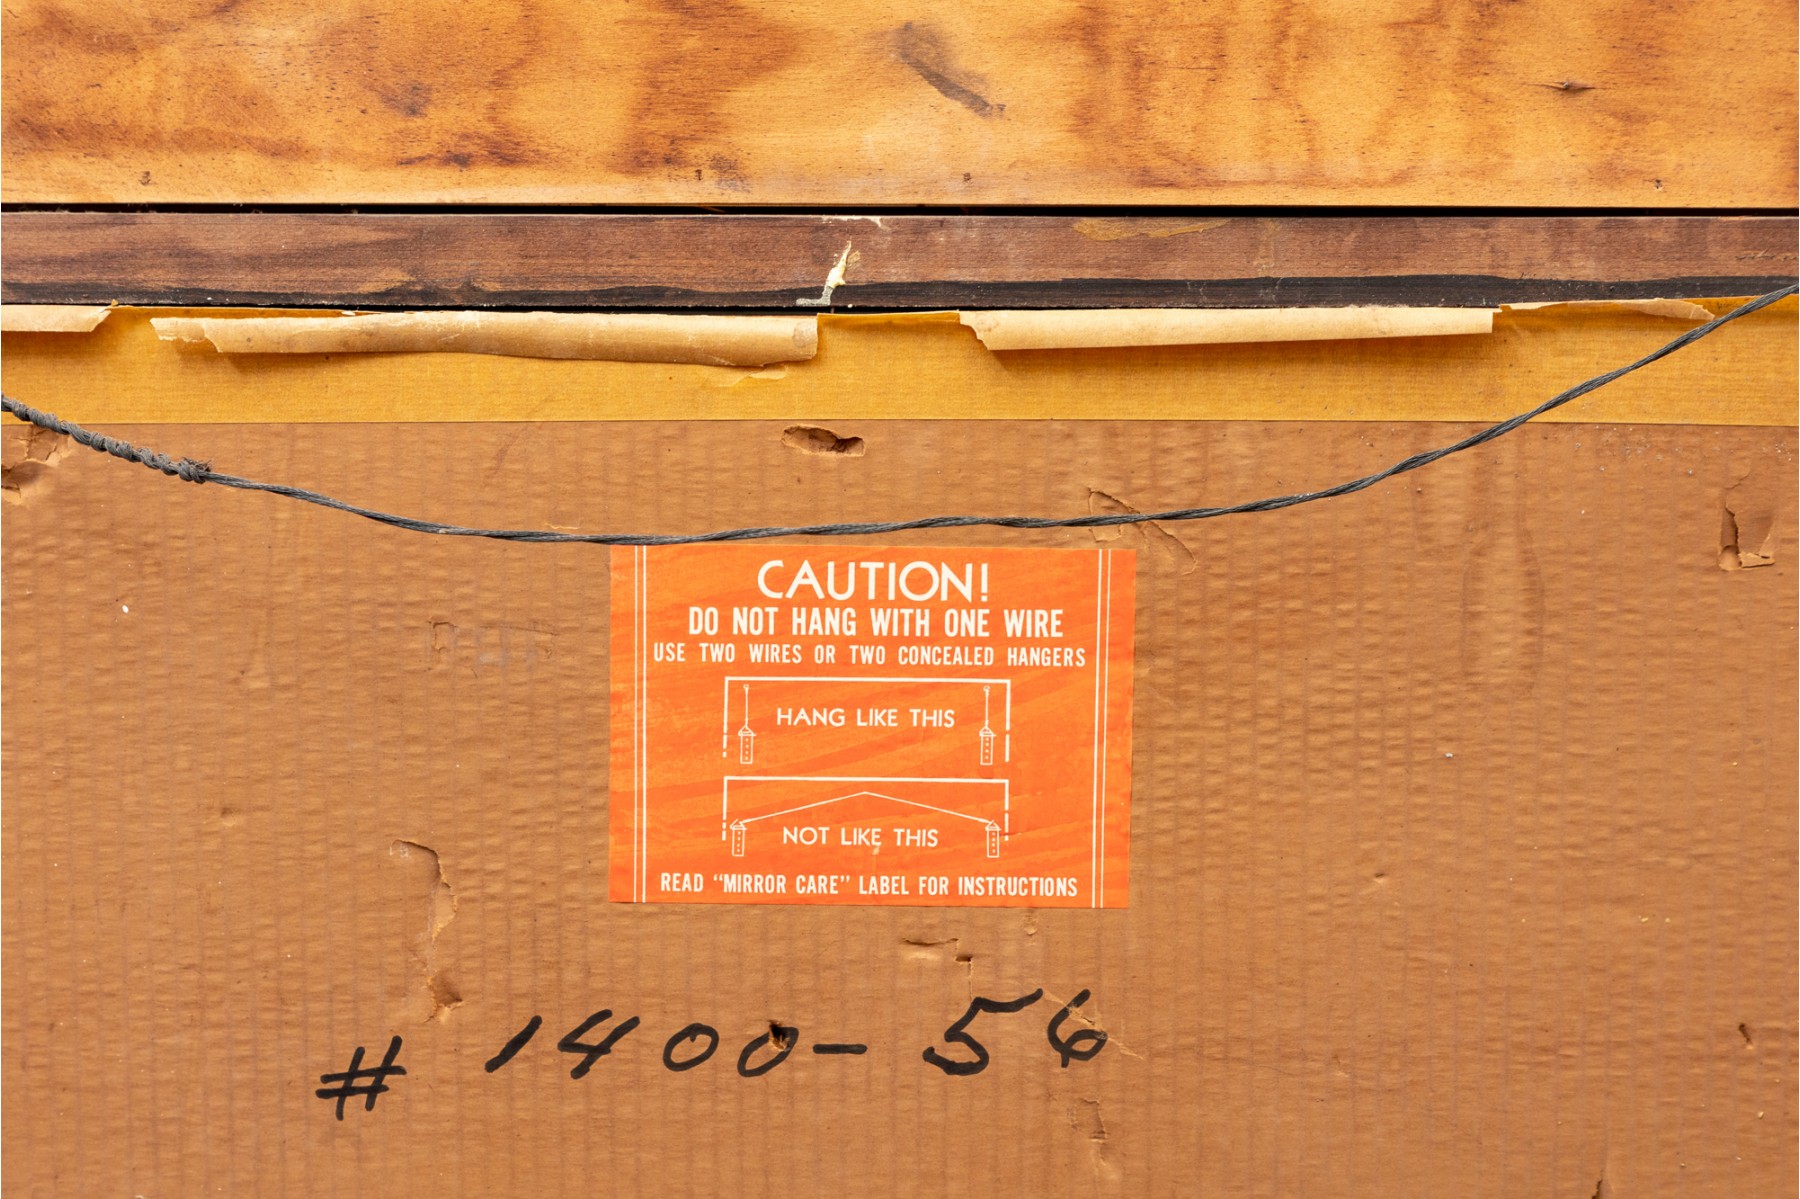 CAUTION!
DO NOT HANG WITH ONE WIRE
USE TWO WIRES OR TWO CONCEALED HANGERS
HANG LIKE THIS
NOT LIKE THIS
READ "MIRROR CARE" LABEL FOR INSTRUCTIONS
# 1400-56